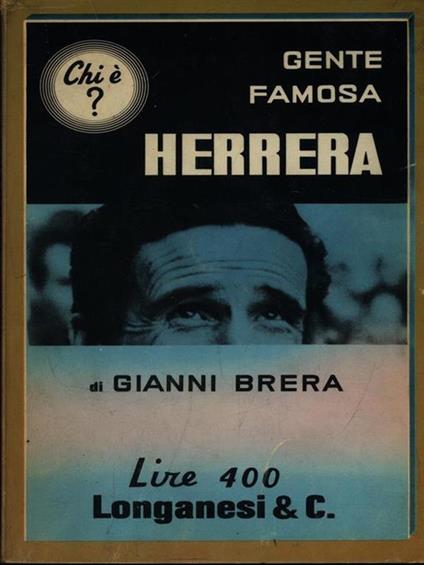 Chi è
?
GENTE
FAMOSA
HERRERA
di GIANNI BRERA
Lire 400
Longanesi & C.